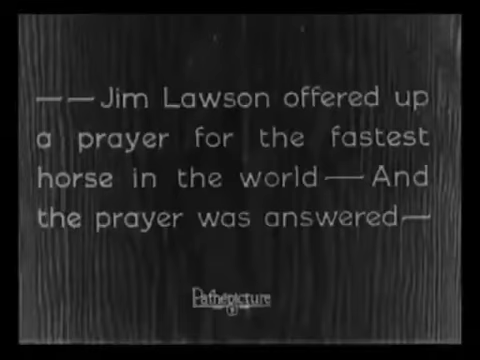 ——Jim Lawson offered up
a prayer for the fastest
horse in the world—And
the prayer was answered—
Pathépicture